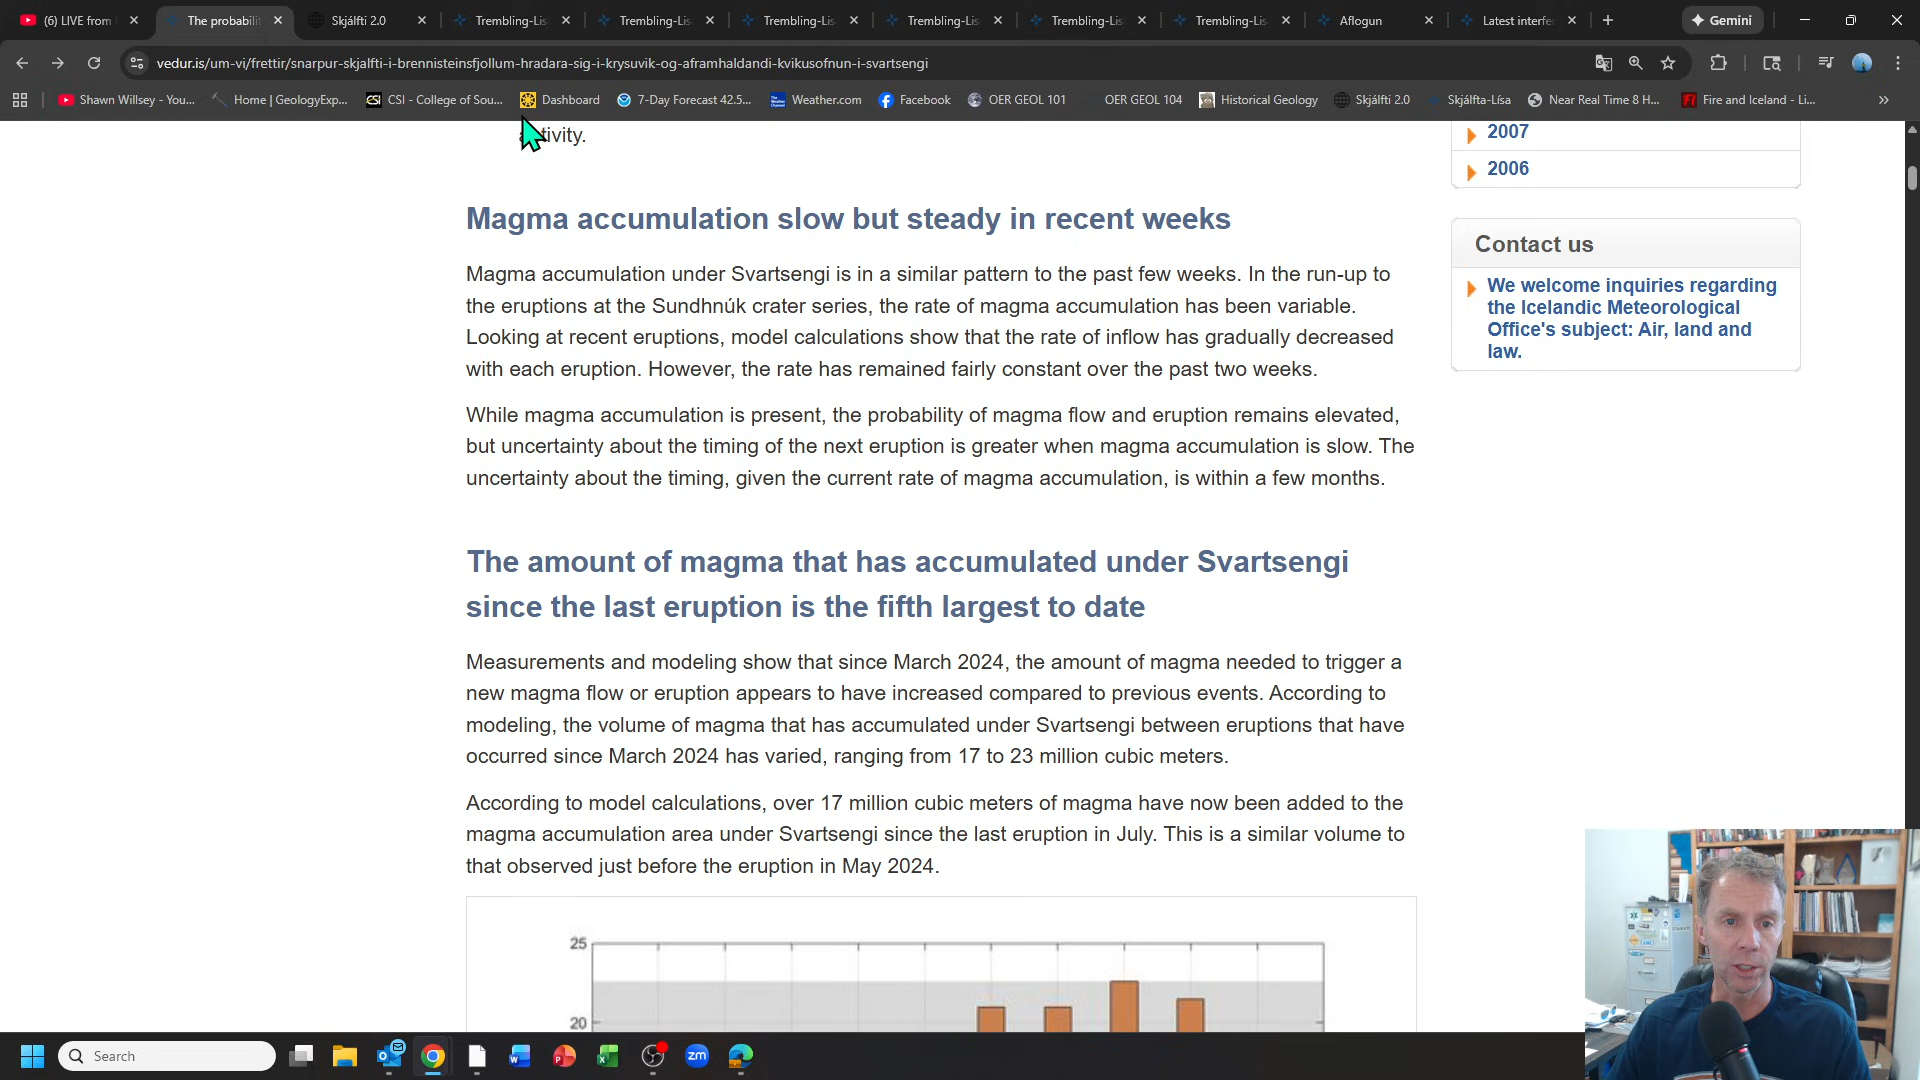 (6) LIVE from
The probabilit
Skjálfti 2.0
Trembling-Lis
Trembling-Lis
Trembling-Lis
Trembling-Lis
Trembling-Lis
Trembling-Lis
Aflogun
Latest interfe
Gemini
vedur.is/um-vi/frettir/snarpur-skjalfti-i-brennisteinsfjollum-hradara-sig-i-krysuvik-og-aframhaldandi-kvikusofnun-i-svartsengi
Shawn Willsey - You...
Home | GeologyExp...
CSI - College of Sou...
Dashboard
7-Day Forecast 42.5...
Weather.com
Facebook
OER GEOL 101
OER GEOL 104
Historical Geology
Skjálfti 2.0
Skjálfta-Lísa
Near Real Time 8 H...
Fire and Iceland - Li...
Magma accumulation slow but steady in recent weeks
Magma accumulation under Svartsengi is in a similar pattern to the past few weeks. In the run-up to
the eruptions at the Sundhnúk crater series, the rate of magma accumulation has been variable.
Looking at recent eruptions, model calculations show that the rate of inflow has gradually decreased
with each eruption. However, the rate has remained fairly constant over the past two weeks.
While magma accumulation is present, the probability of magma flow and eruption remains elevated,
but uncertainty about the timing of the next eruption is greater when magma accumulation is slow. The
uncertainty about the timing, given the current rate of magma accumulation, is within a few months.
The amount of magma that has accumulated under Svartsengi
since the last eruption is the fifth largest to date
Measurements and modeling show that since March 2024, the amount of magma needed to trigger a
new magma flow or eruption appears to have increased compared to previous events. According to
modeling, the volume of magma that has accumulated under Svartsengi between eruptions that have
occurred since March 2024 has varied, ranging from 17 to 23 million cubic meters.
According to model calculations, over 17 million cubic meters of magma have now been added to the
magma accumulation area under Svartsengi since the last eruption in July. This is a similar volume to
that observed just before the eruption in May 2024.
25
20
2007
2006
Contact us
We welcome inquiries regarding
the Icelandic Meteorological
Office's subject: Air, land and
law.
Search
zm